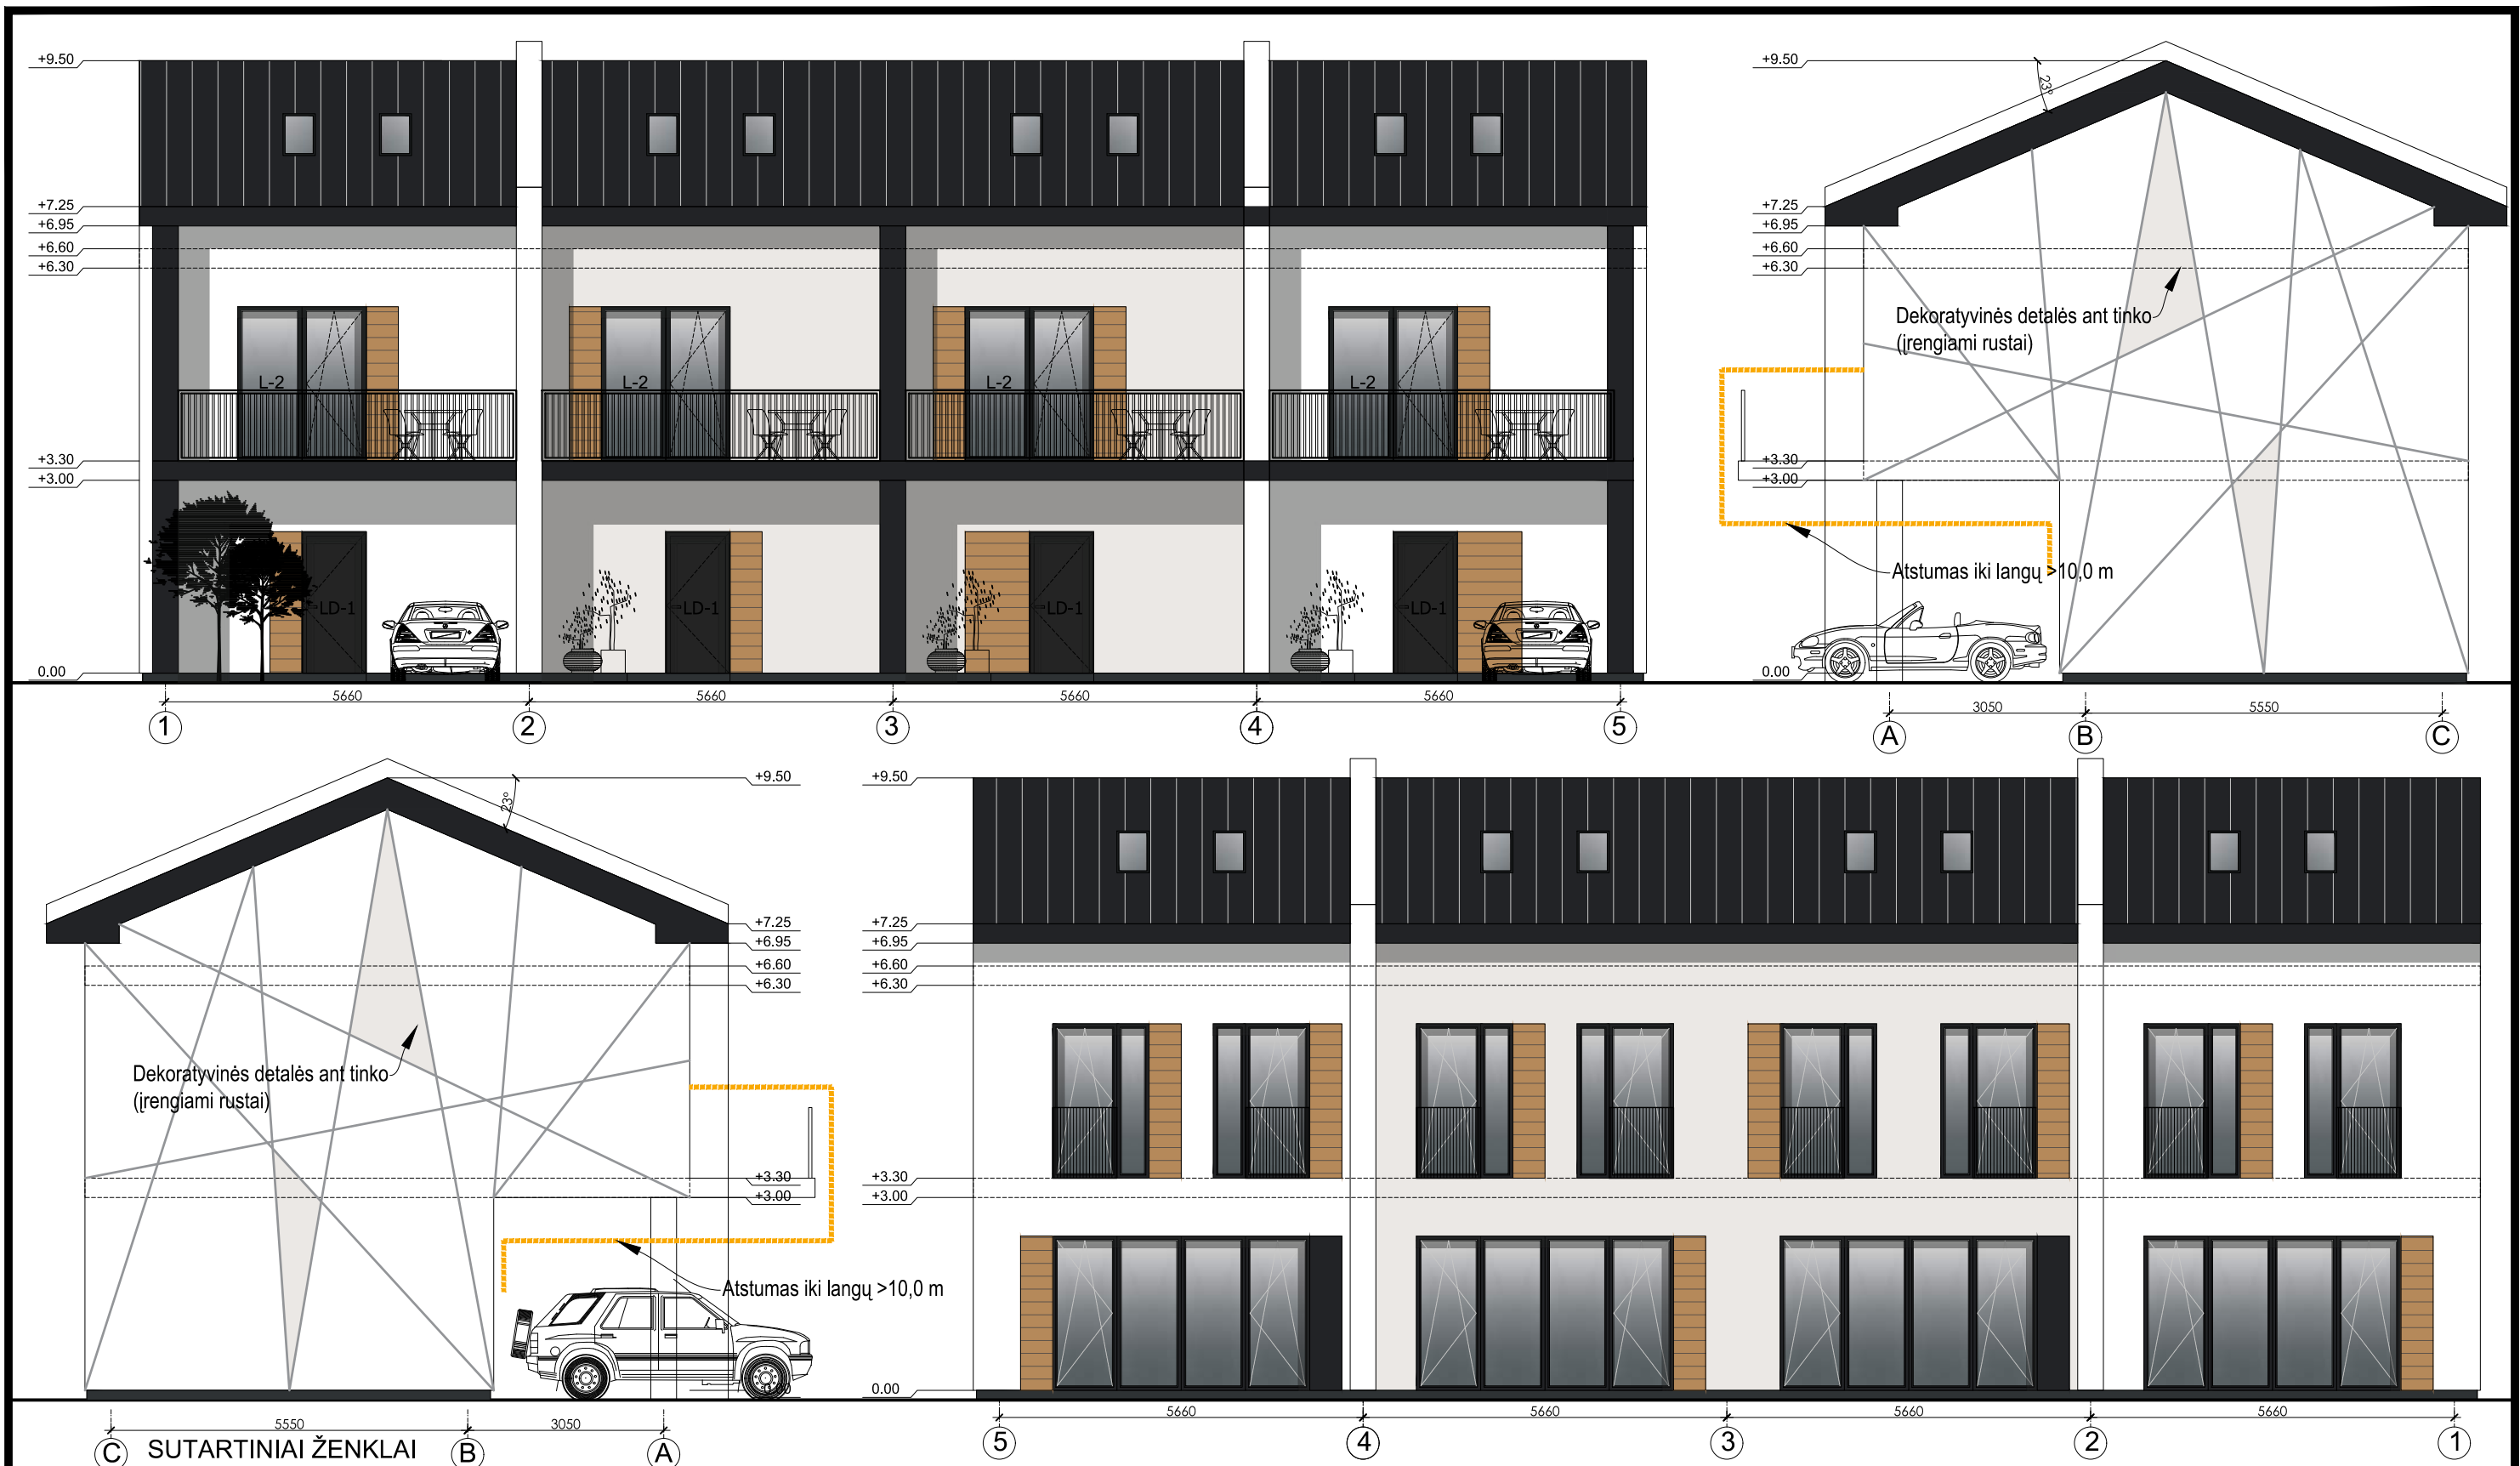 +9.50
+7.25
+6.95
+6.60
+6.30
L-2
L-2
L-2
L-2
+3.30
+3.00
LD-1
LD-1
LD-1
LD-1
0.00
5660
5660
5660
5660
1
2
3
4
5
+9.50
23°
+7.25
+6.95
+6.60
+6.30
Dekoratyvinės detalės ant tinko
(įrengiami rustai)
+3.30
+3.00
Atstumas iki langų >10,0 m
0.00
3050
5550
A
B
C
+9.50
23°
+7.25
+6.95
+6.60
+6.30
Dekoratyvinės detalės ant tinko
(įrengiami rustai)
+3.30
+3.00
Atstumas iki langų >10,0 m
0.00
5550
3050
C
B
A
SUTARTINIAI ŽENKLAI
+9.50
+7.25
+6.95
+6.60
+6.30
+3.30
+3.00
0.00
5660
5660
5660
5660
5
4
3
2
1